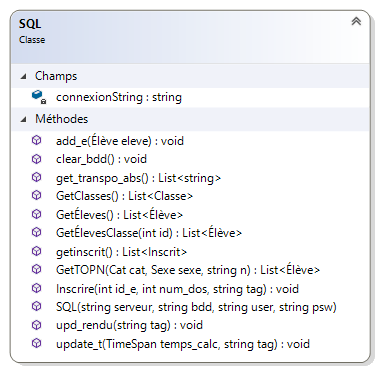 SQL
Classe
Champs
connexionString : string
Méthodes
add_e(Élève eleve) : void
clear_bdd() : void
get_transpo_abs() : List<string>
GetClasses() : List<Classe>
GetÉleves() : List<Élève>
GetÉlevesClasse(int id) : List<Élève>
getinscrit() : List<Inscrit>
GetTOPN(Cat cat, Sexe sexe, string n) : List<Élève>
Inscrire(int id_e, int num_dos, string tag) : void
SQL(string serveur, string bdd, string user, string psw)
upd_rendu(string tag) : void
update_t(TimeSpan temps_calc, string tag) : void